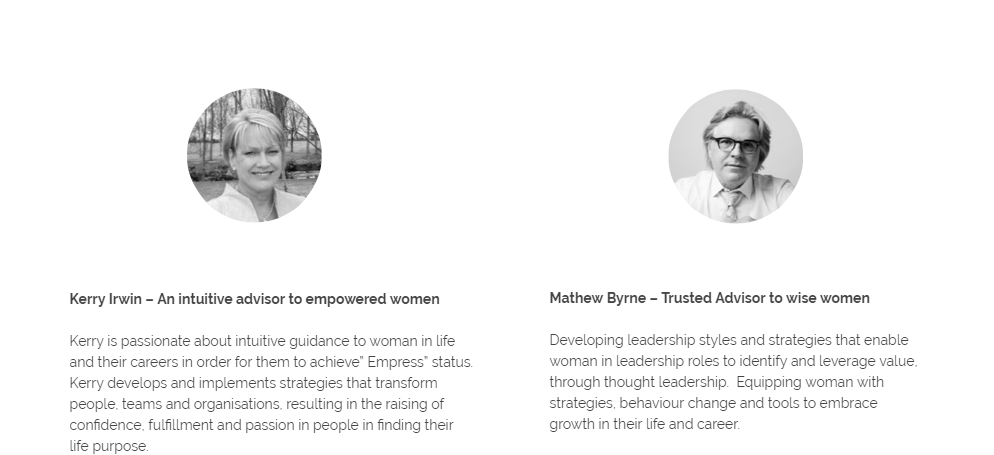 Kerry Irwin – An intuitive advisor to empowered women
Kerry is passionate about intuitive guidance to woman in life
and their careers in order for them to achieve” Empress” status.
Kerry develops and implements strategies that transform
people, teams and organisations, resulting in the raising of
confidence, fulfillment and passion in people in finding their
life purpose.
Mathew Byrne – Trusted Advisor to wise women
Developing leadership styles and strategies that enable
woman in leadership roles to identify and leverage value,
through thought leadership.  Equipping woman with
strategies, behaviour change and tools to embrace
growth in their life and career.